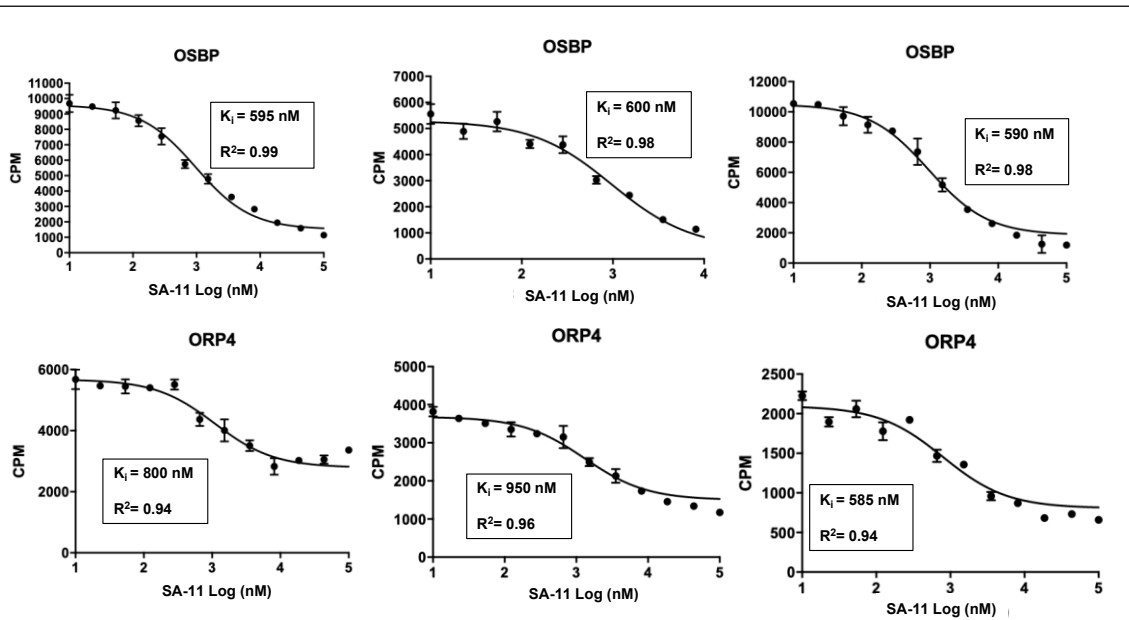 OSBP
11000
10000
9000
8000
7000
6000
5000
4000
3000
2000
1000
0
CPM
1 2 3 4 5
SA-11 Log (nM)
Ki = 595 nM
R²= 0.99
OSBP
7000
6000
5000
4000
3000
2000
1000
0
CPM
1 2 3 4
SA-11 Log (nM)
Ki = 600 nM
R²= 0.98
OSBP
12000
10000
8000
6000
4000
2000
0
CPM
1 2 3 4 5
SA-11 Log (nM)
Ki = 590 nM
R²= 0.98
ORP4
6000
4000
2000
0
CPM
1 2 3 4 5
SA-11 Log (nM)
Ki = 800 nM
R²= 0.94
ORP4
5000
4000
3000
2000
1000
0
CPM
1 2 3 4 5
SA-11 Log (nM)
Ki = 950 nM
R²= 0.96
ORP4
2500
2000
1500
1000
500
0
CPM
1 2 3 4 5
SA-11 Log (nM)
Ki = 585 nM
R²= 0.94